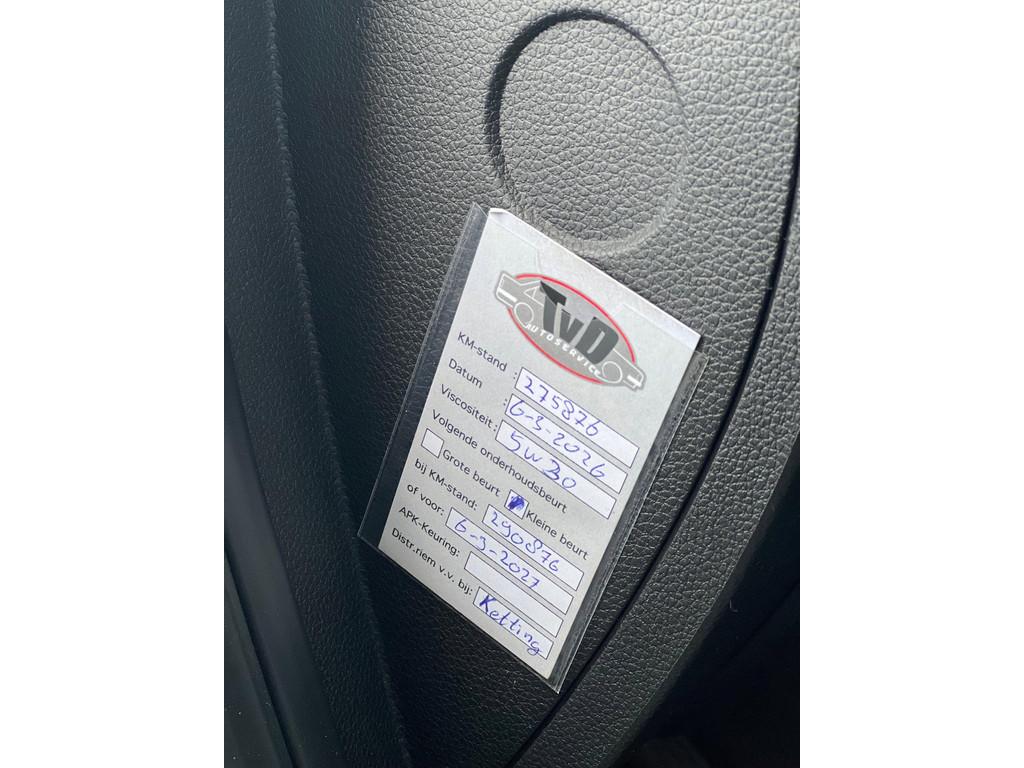 TvD
AUTOSERVICE
KM-stand : 275876
Datum : 6-3-2026
Viscositeit : 5W30
Volgende onderhoudsbeurt
Grote beurt Kleine beurt
bij KM-stand: 290876
of voor: 6-3-2027
APK-Keuring:
Distr.riem v.v. bij: Ketting